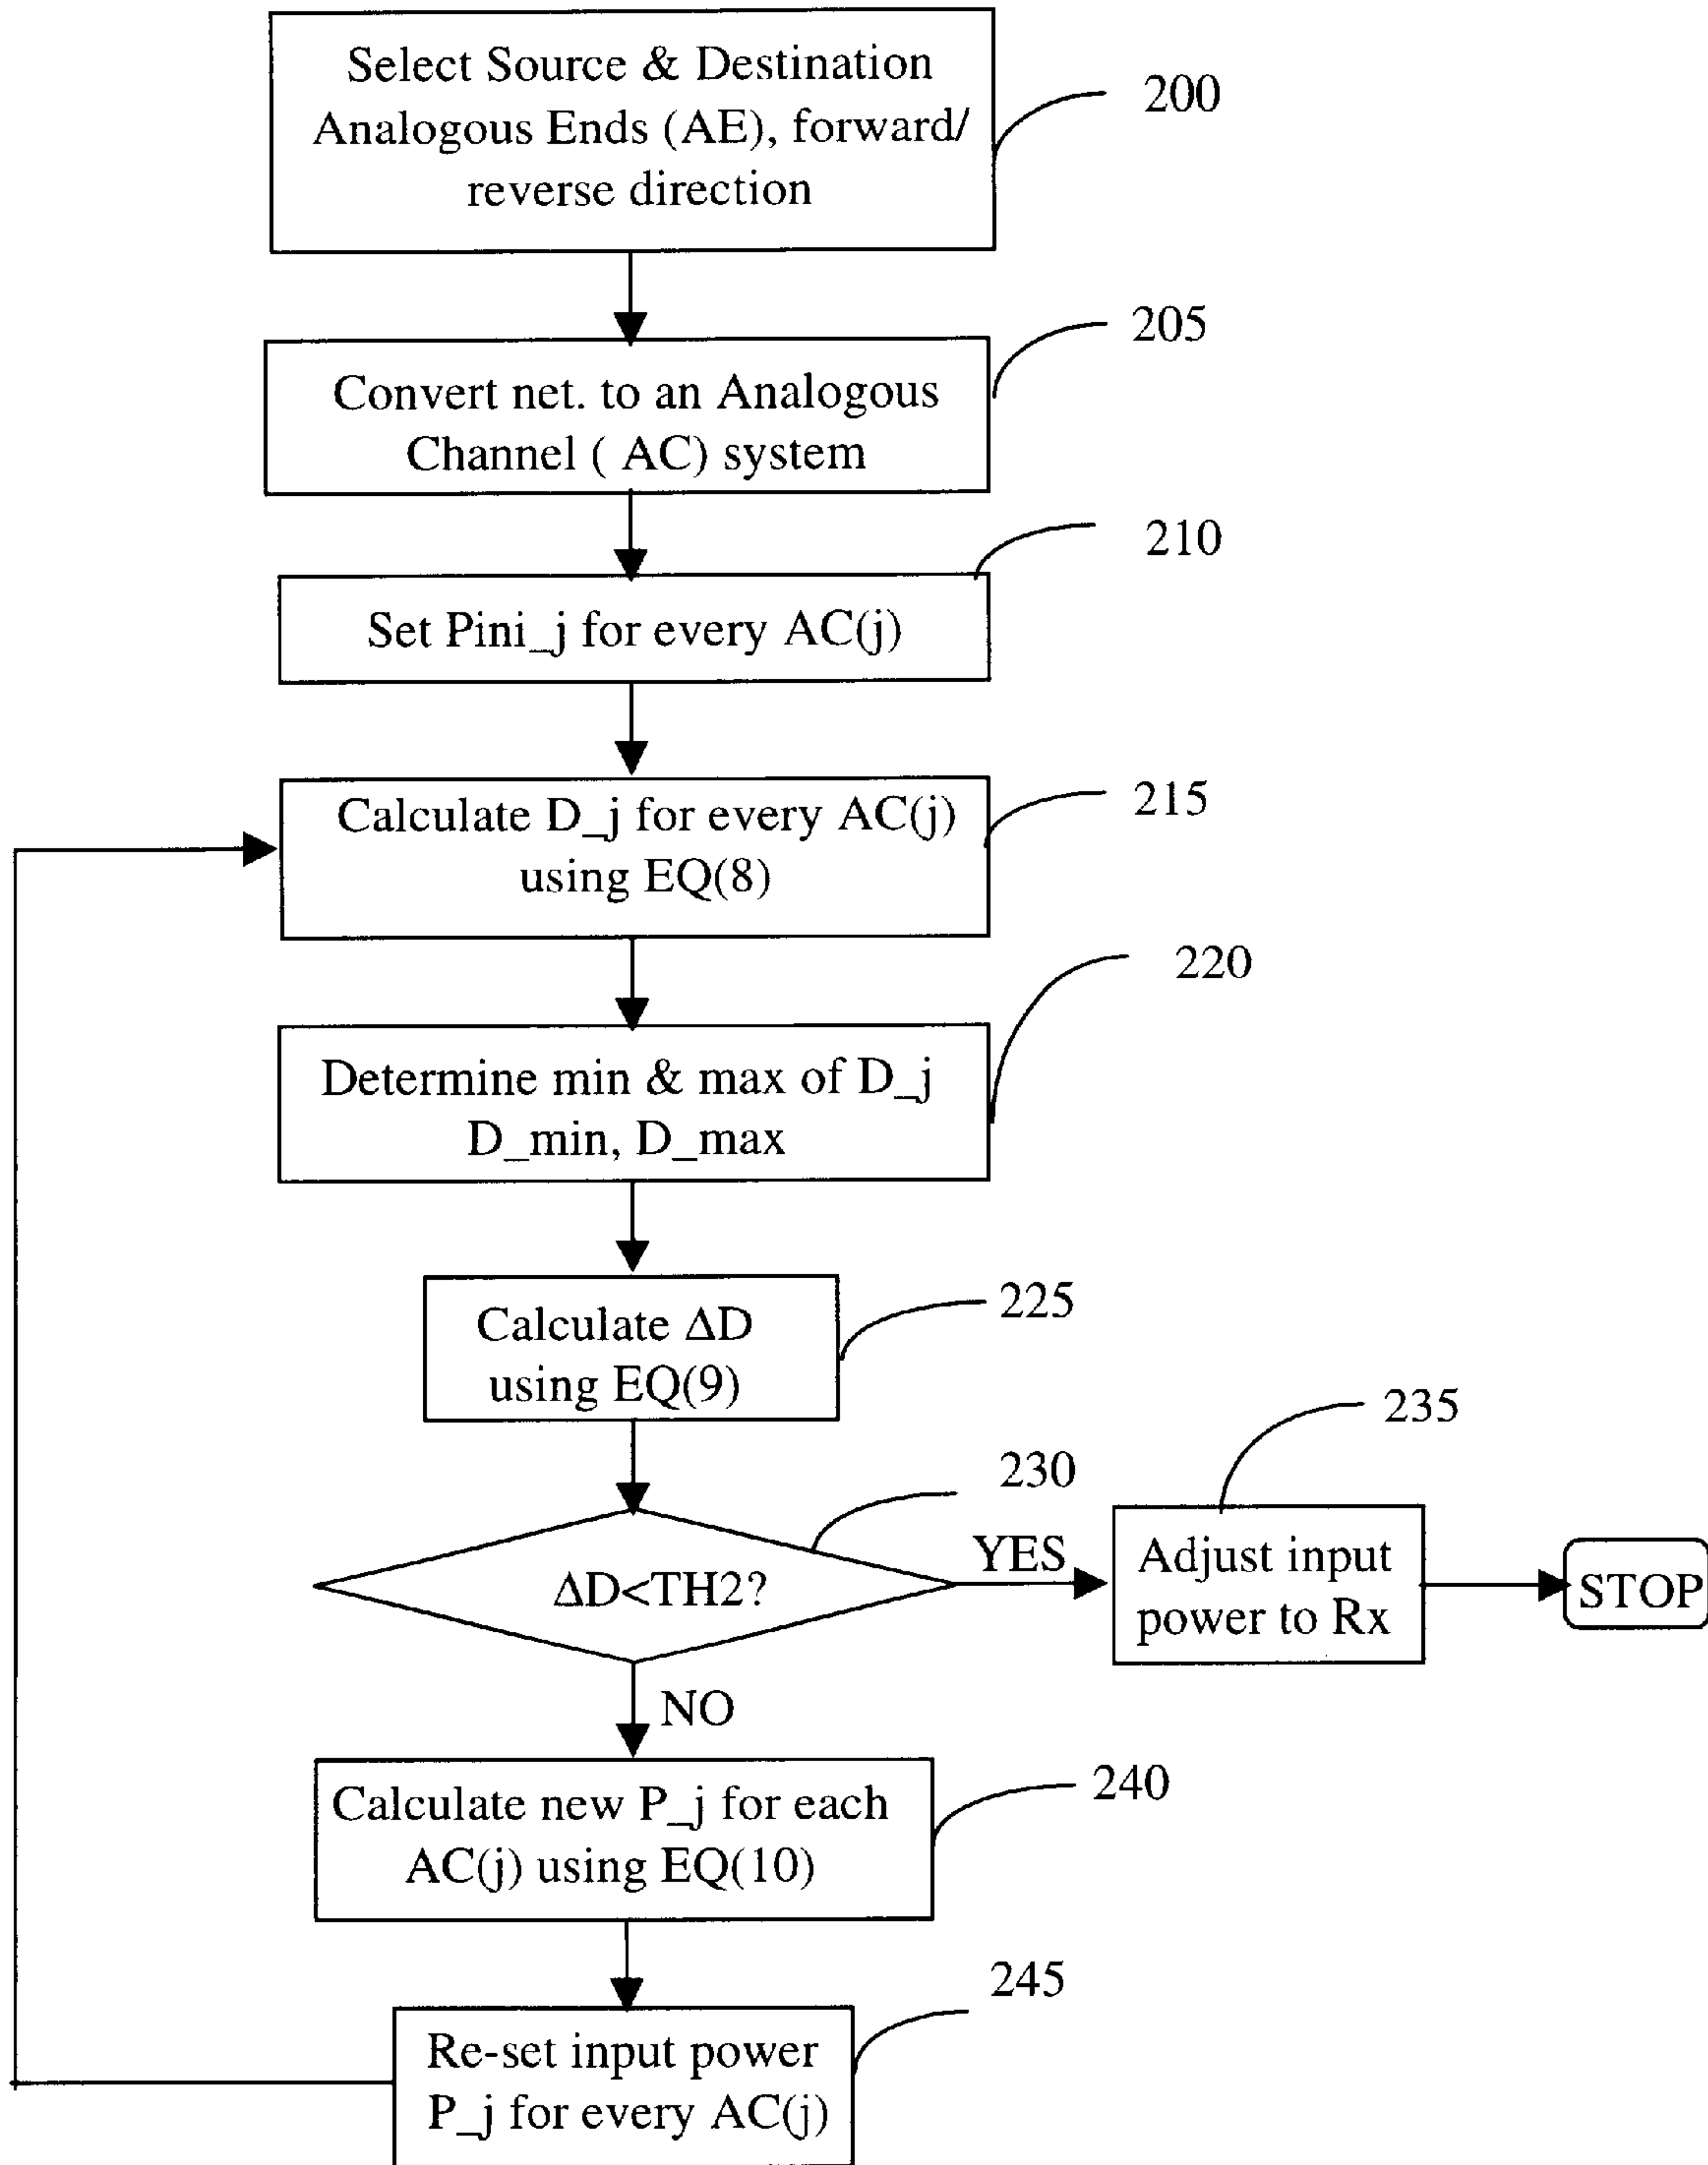 Select Source & Destination
Analogous Ends (AE), forward/
reverse direction
200
Convert net. to an Analogous
Channel ( AC) system
205
Set Pini_j for every AC(j)
210
Calculate D_j for every AC(j)
using EQ(8)
215
Determine min & max of D_j
D_min, D_max
220
Calculate ΔD
using EQ(9)
225
ΔD<TH2?
230
YES
Adjust input
power to Rx
235
STOP
NO
Calculate new P_j for each
AC(j) using EQ(10)
240
Re-set input power
P_j for every AC(j)
245